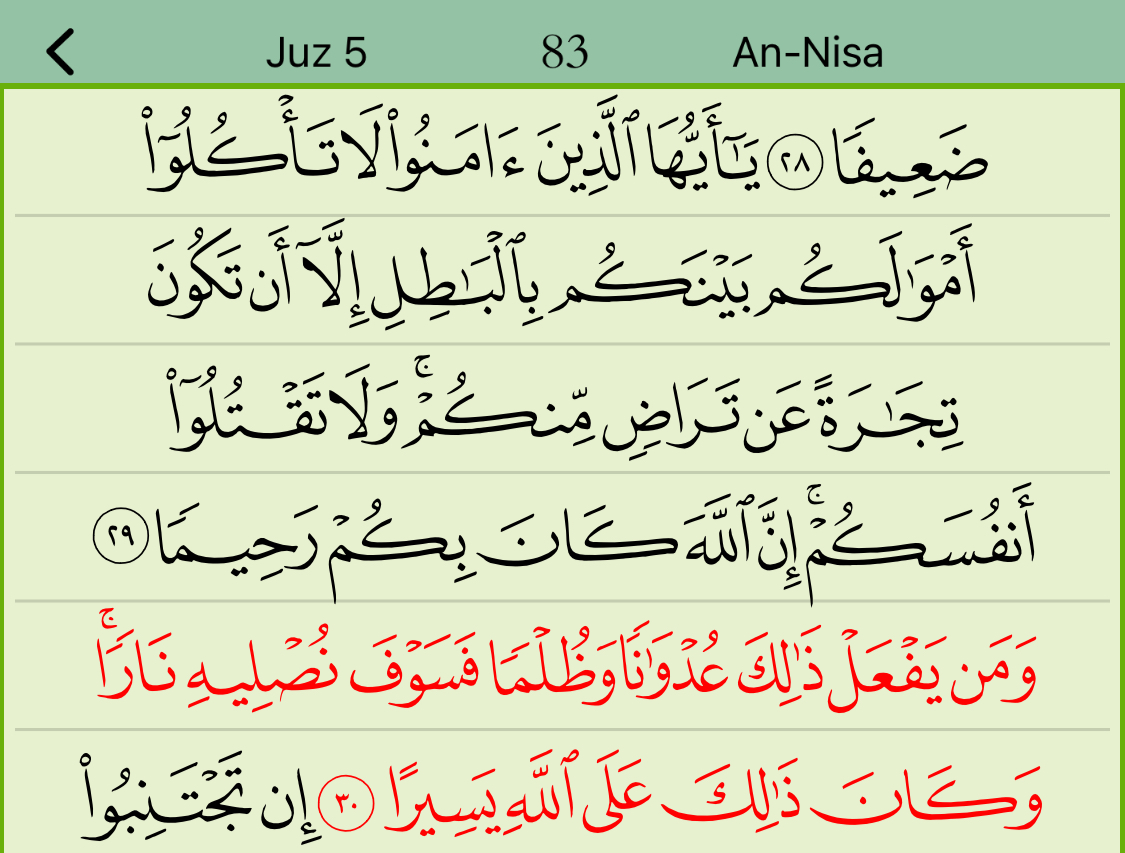 Juz 5 83 An-Nisa
ضَعِيفًا ٢٨ يَـٰٓأَيُّهَا ٱلَّذِينَ ءَامَنُوا۟ لَا تَأْكُلُوٓا۟
أَمْوَٰلَكُم بَيْنَكُم بِٱلْبَـٰطِلِ إِلَّآ أَن تَكُونَ
تِجَـٰرَةً عَن تَرَاضٍ مِّنكُمْ ۚ وَلَا تَقْتُلُوٓا۟
أَنفُسَكُمْ ۚ إِنَّ ٱللَّهَ كَانَ بِكُمْ رَحِيمًا ٢٩
وَمَن يَفْعَلْ ذَٰلِكَ عُدْوَٰنًا وَظُلْمًا فَسَوْفَ نُصْلِيهِ نَارًا ۚ
وَكَانَ ذَٰلِكَ عَلَى ٱللَّهِ يَسِيرًا ٣٠ إِن تَجْتَنِبُوا۟